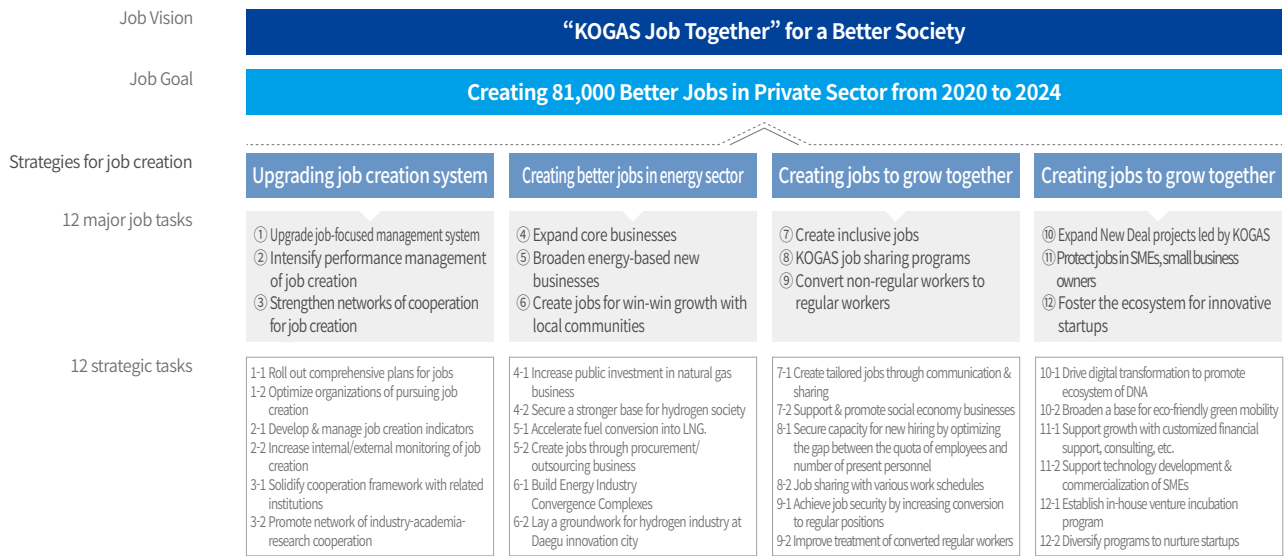 Job Vision
“KOGAS Job Together” for a Better Society
Job Goal
Creating 81,000 Better Jobs in Private Sector from 2020 to 2024
Strategies for job creation
Upgrading job creation system
Creating better jobs in energy sector
Creating jobs to grow together
Creating jobs to grow together
12 major job tasks
① Upgrade job-focused management system
② Intensify performance management
of job creation
③ Strengthen networks of cooperation
for job creation
④ Expand core businesses
⑤ Broaden energy-based new
businesses
⑥ Create jobs for win-win growth with
local communities
⑦ Create inclusive jobs
⑧ KOGAS job sharing programs
⑨ Convert non-regular workers to
regular workers
⑩ Expand New Deal projects led by KOGAS
⑪ Protect jobs in SMEs, small business
owners
⑫ Foster the ecosystem for innovative
startups
12 strategic tasks
1-1 Roll out comprehensive plans for jobs
1-2 Optimize organizations of pursuing job
creation
2-1 Develop & manage job creation indicators
2-2 Increase internal/external monitoring of job
creation
3-1 Solidify cooperation framework with related
institutions
3-2 Promote network of industry-academia-
research cooperation
4-1 Increase public investment in natural gas
business
4-2 Secure a stronger base for hydrogen society
5-1 Accelerate fuel conversion into LNG.
5-2 Create jobs through procurement/
outsourcing business
6-1 Build Energy Industry
Convergence Complexes
6-2 Lay a groundwork for hydrogen industry at
Daegu innovation city
7-1 Create tailored jobs through communication &
sharing
7-2 Support & promote social economy businesses
8-1 Secure capacity for new hiring by optimizing
the gap between the quota of employees and
number of present personnel
8-2 Job sharing with various work schedules
9-1 Achieve job security by increasing conversion
to regular positions
9-2 Improve treatment of converted regular workers
10-1 Drive digital transformation to promote
ecosystem of DNA
10-2 Broaden a base for eco-friendly green mobility
11-1 Support growth with customized financial
support, consulting, etc.
11-2 Support technology development &
commercialization of SMEs
12-1 Establish in-house venture incubation
program
12-2 Diversify programs to nurture startups